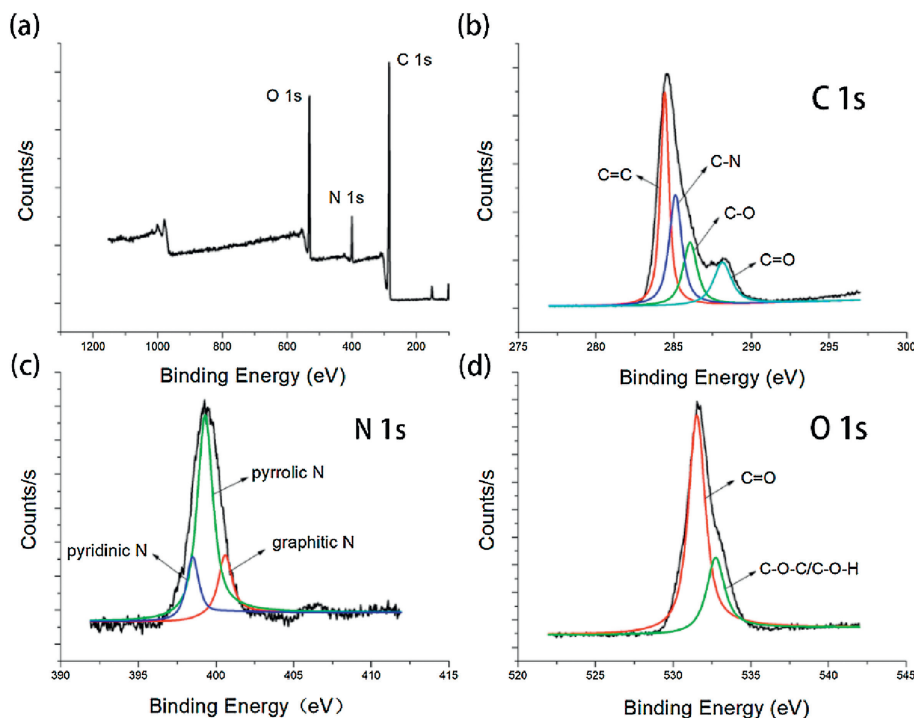 (a)
C 1s
O 1s
N 1s
Counts/s
1200 1000 800 600 400 200
Binding Energy (eV)
(b)
C 1s
C=C
C-N
C-O
C=O
Counts/s
275 280 285 290 295 300
Binding Energy (eV)
(c)
N 1s
pyrrolic N
pyridinic N
graphitic N
Counts/s
390 395 400 405 410 415
Binding Energy（eV）
(d)
O 1s
C=O
C-O-C/C-O-H
Counts/s
520 525 530 535 540 545
Binding Energy (eV)